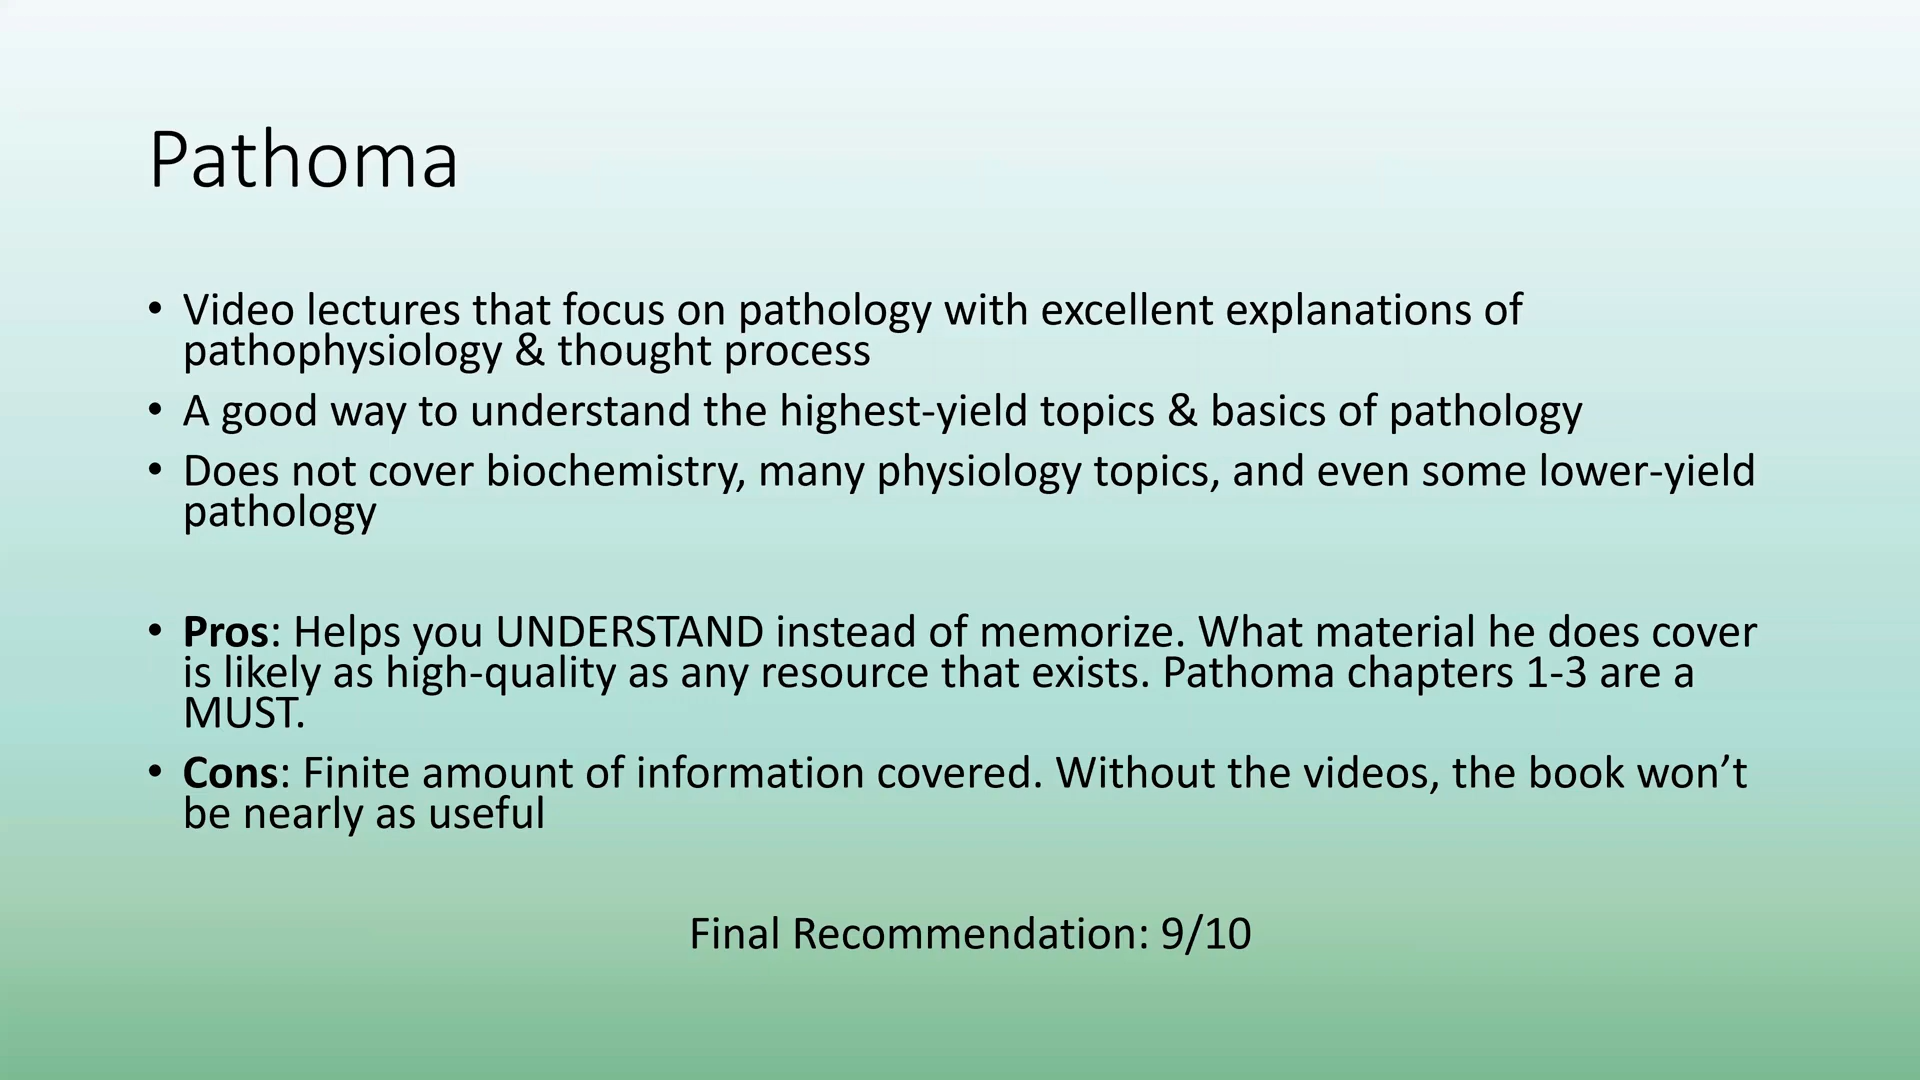 Pathoma
• Video lectures that focus on pathology with excellent explanations of
pathophysiology & thought process
• A good way to understand the highest-yield topics & basics of pathology
• Does not cover biochemistry, many physiology topics, and even some lower-yield
pathology
• Pros: Helps you UNDERSTAND instead of memorize. What material he does cover
is likely as high-quality as any resource that exists. Pathoma chapters 1-3 are a
MUST.
• Cons: Finite amount of information covered. Without the videos, the book won’t
be nearly as useful
Final Recommendation: 9/10